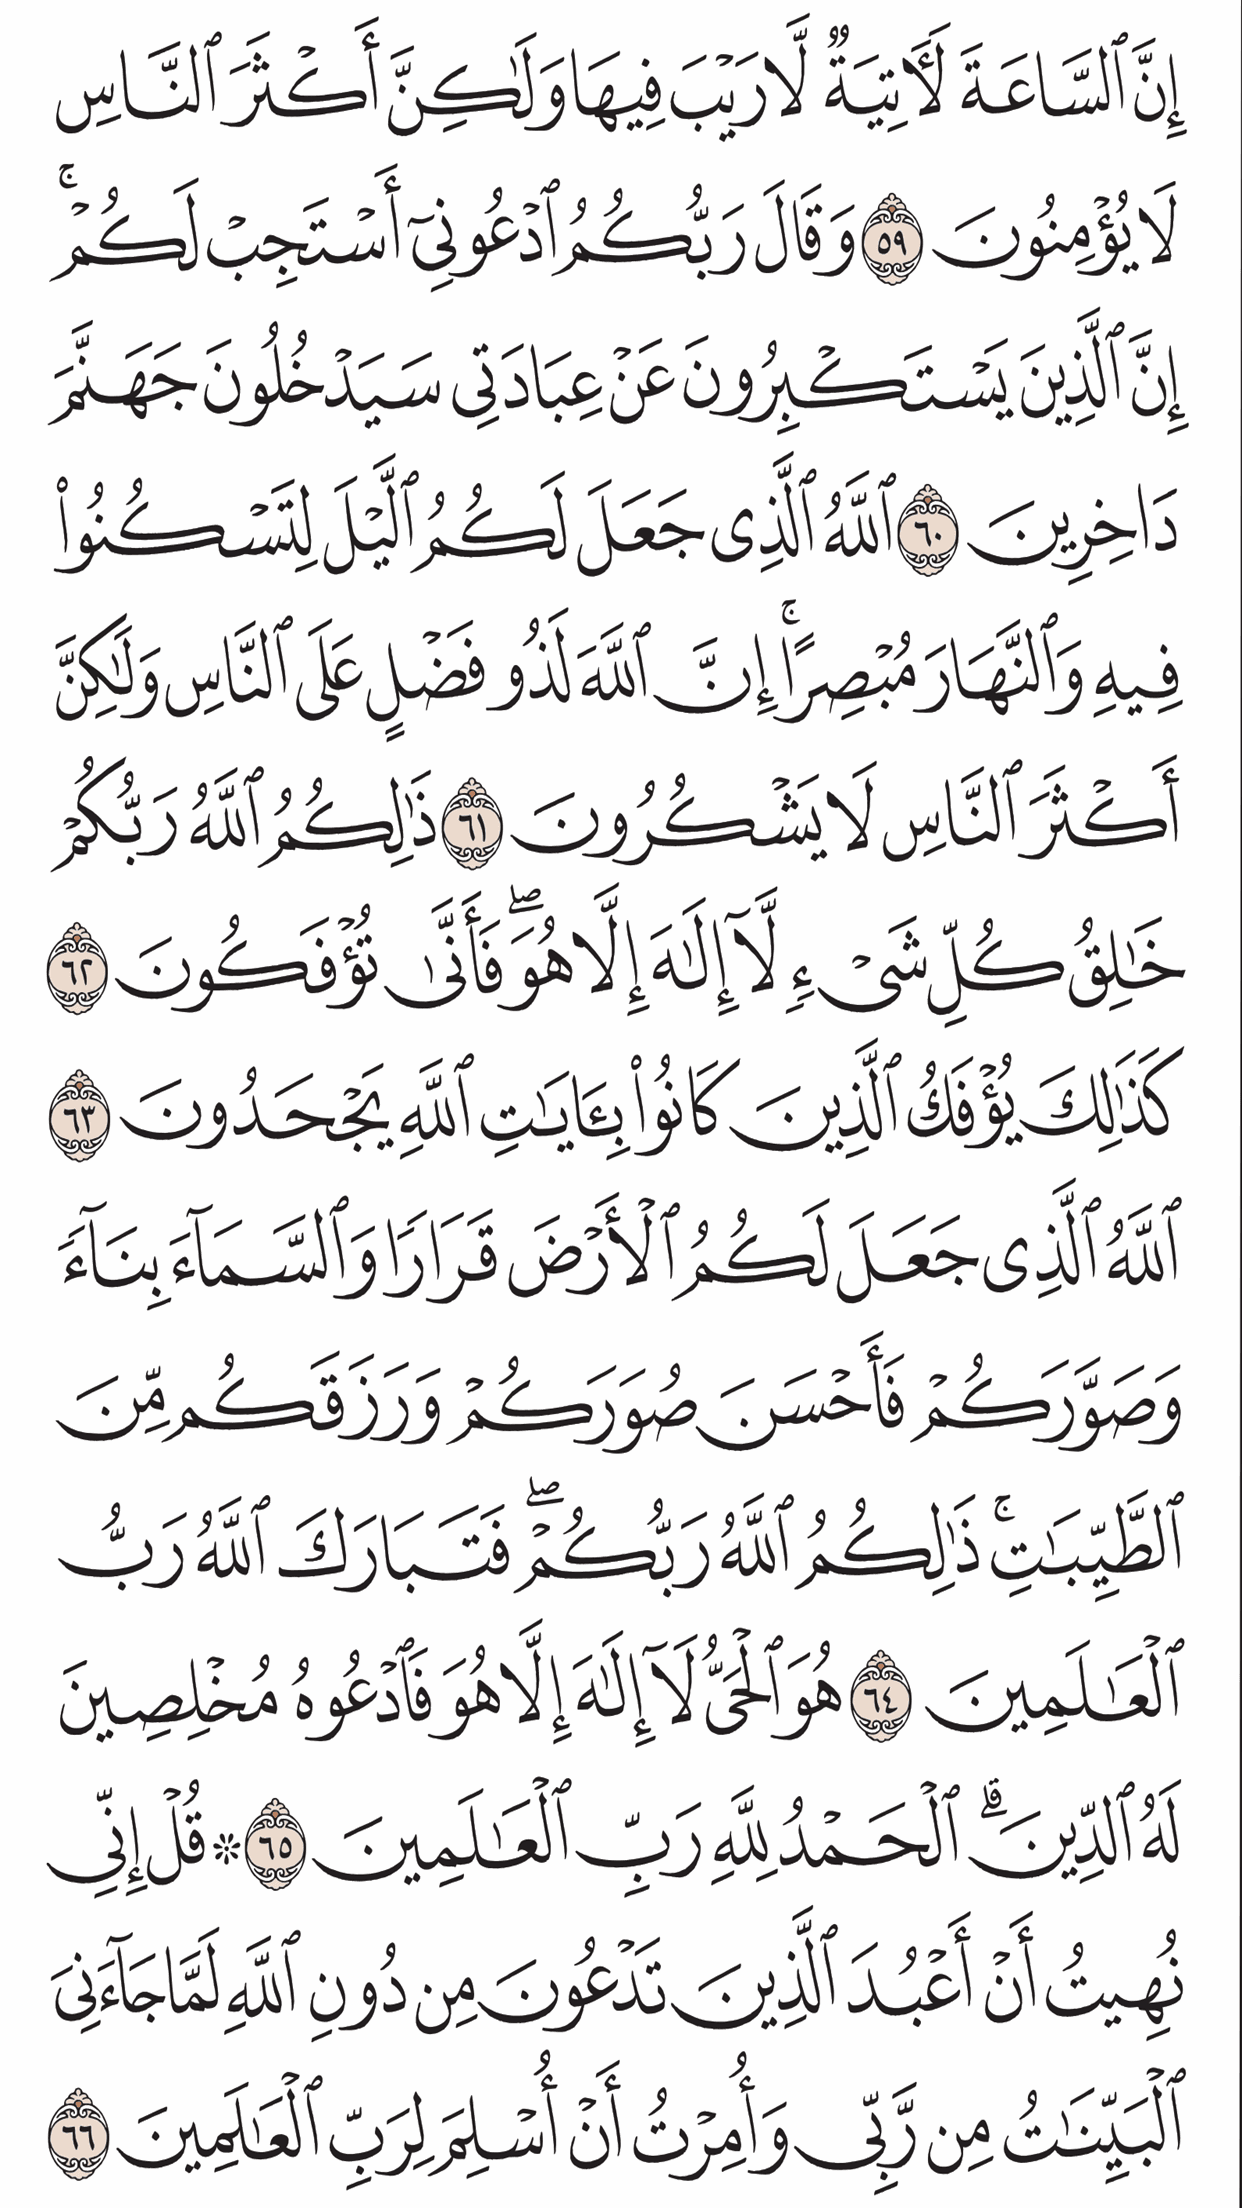 إِنَّ ٱلسَّاعَةَ لَأٓتِيَةٌ لَّا رَيۡبَ فِيهَا وَلَٰكِنَّ أَكۡثَرَ ٱلنَّاسِ
لَا يُؤۡمِنُونَ ٥٩ وَقَالَ رَبُّكُمُ ٱدۡعُونِيٓ أَسۡتَجِبۡ لَكُمۡۚ
إِنَّ ٱلَّذِينَ يَسۡتَكۡبِرُونَ عَنۡ عِبَادَتِي سَيَدۡخُلُونَ جَهَنَّمَ
دَاخِرِينَ ٦٠ ٱللَّهُ ٱلَّذِي جَعَلَ لَكُمُ ٱلَّيۡلَ لِتَسۡكُنُواْ
فِيهِ وَٱلنَّهَارَ مُبۡصِرًاۚ إِنَّ ٱللَّهَ لَذُو فَضۡلٍ عَلَى ٱلنَّاسِ وَلَٰكِنَّ
أَكۡثَرَ ٱلنَّاسِ لَا يَشۡكُرُونَ ٦١ ذَٰلِكُمُ ٱللَّهُ رَبُّكُمۡ
خَٰلِقُ كُلِّ شَيۡءٖ لَّآ إِلَٰهَ إِلَّا هُوَۖ فَأَنَّىٰ تُؤۡفَكُونَ ٦٢
كَذَٰلِكَ يُؤۡفَكُ ٱلَّذِينَ كَانُواْ بِـَٔايَٰتِ ٱللَّهِ يَجۡحَدُونَ ٦٣
ٱللَّهُ ٱلَّذِي جَعَلَ لَكُمُ ٱلۡأَرۡضَ قَرَارٗا وَٱلسَّمَآءَ بِنَآءٗ
وَصَوَّرَكُمۡ فَأَحۡسَنَ صُوَرَكُمۡ وَرَزَقَكُم مِّنَ
ٱلطَّيِّبَٰتِۚ ذَٰلِكُمُ ٱللَّهُ رَبُّكُمۡۖ فَتَبَارَكَ ٱللَّهُ رَبُّ
ٱلۡعَٰلَمِينَ ٦٤ هُوَ ٱلۡحَيُّ لَآ إِلَٰهَ إِلَّا هُوَ فَٱدۡعُوهُ مُخۡلِصِينَ
لَهُ ٱلدِّينَۗ ٱلۡحَمۡدُ لِلَّهِ رَبِّ ٱلۡعَٰلَمِينَ ٦٥ ۞ قُلۡ إِنِّي
نُهِيتُ أَنۡ أَعۡبُدَ ٱلَّذِينَ تَدۡعُونَ مِن دُونِ ٱللَّهِ لَمَّا جَآءَنِيَ
ٱلۡبَيِّنَٰتُ مِن رَّبِّي وَأُمِرۡتُ أَنۡ أُسۡلِمَ لِرَبِّ ٱلۡعَٰلَمِينَ ٦٦